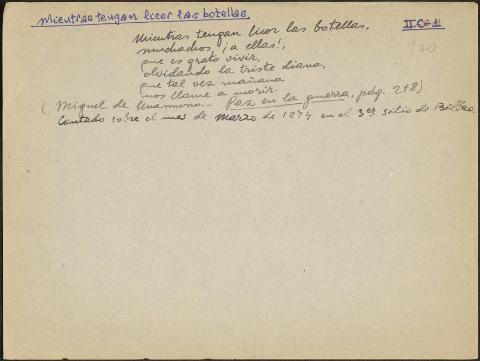 Mientras tengan licor las botellas,
II-C-1
270
Mientras tengan licor las botellas,
muchachos, ¡a ellas!,
que es grato vivir,
olvidando la triste diana,
que tal vez mañana
nos llame a morir.
(Miguel de Unamuno.- Paz en la guerra, pág. 218)
Cantado sobre el mes de marzo de 1874 en el 3er sitio de Bilbao.